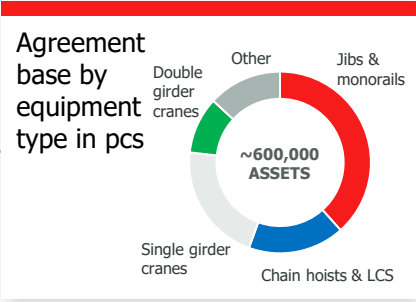 Agreement
base by
equipment
type in pcs
Other
Double
girder
cranes
Jibs &
monorails
~600,000
ASSETS
Single girder
cranes
Chain hoists & LCS